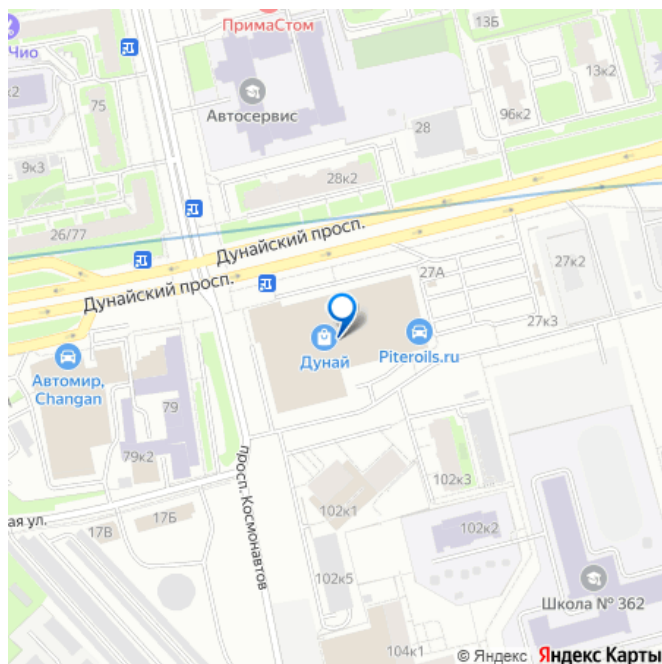 13Б
ПримаСтом
Чио
к2
75
13к2
Автосервис
96к2
28
9к3
28к2
26/77
Дунайский просп.
Дунайский просп.
27А
27к2
27к3
Дунай
Piteroils.ru
Автомир,
Changan
79
79к2
просп. Космонавтов
102к3
ая ул.
17В
17Б
102к1
102к2
102к5
Школа № 362
104к1
© Яндекс Яндекс Карты